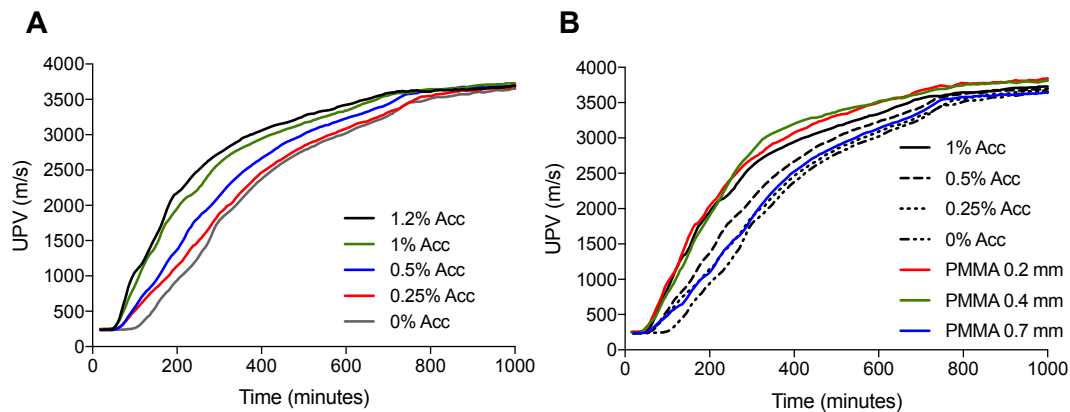 A
4000
3500
3000
2500
2000
1500
1000
500
0
UPV (m/s)
0 200 400 600 800 1000
Time (minutes)
1.2% Acc
1% Acc
0.5% Acc
0.25% Acc
0% Acc
B
4000
3500
3000
2500
2000
1500
1000
500
0
UPV (m/s)
0 200 400 600 800 1000
Time (minutes)
1% Acc
0.5% Acc
0.25% Acc
0% Acc
PMMA 0.2 mm
PMMA 0.4 mm
PMMA 0.7 mm